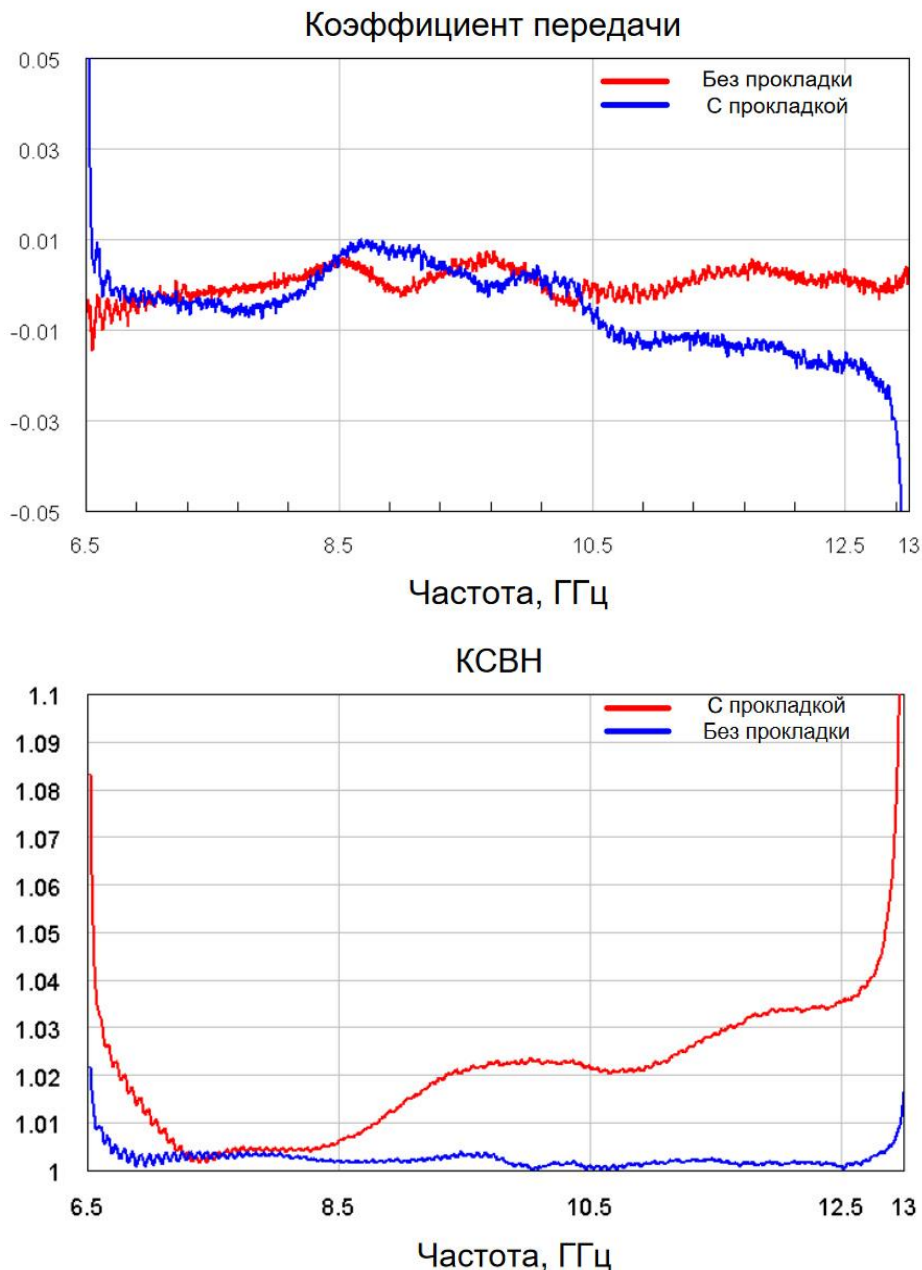 Коэффициент передачи
0.05
Без прокладки
С прокладкой
0.03
0.01
-0.01
-0.03
-0.05
6.5 8.5 10.5 12.5 13
Частота, ГГц
КСВН
1.1
С прокладкой
Без прокладки
1.09
1.08
1.07
1.06
1.05
1.04
1.03
1.02
1.01
1
6.5 8.5 10.5 12.5 13
Частота, ГГц